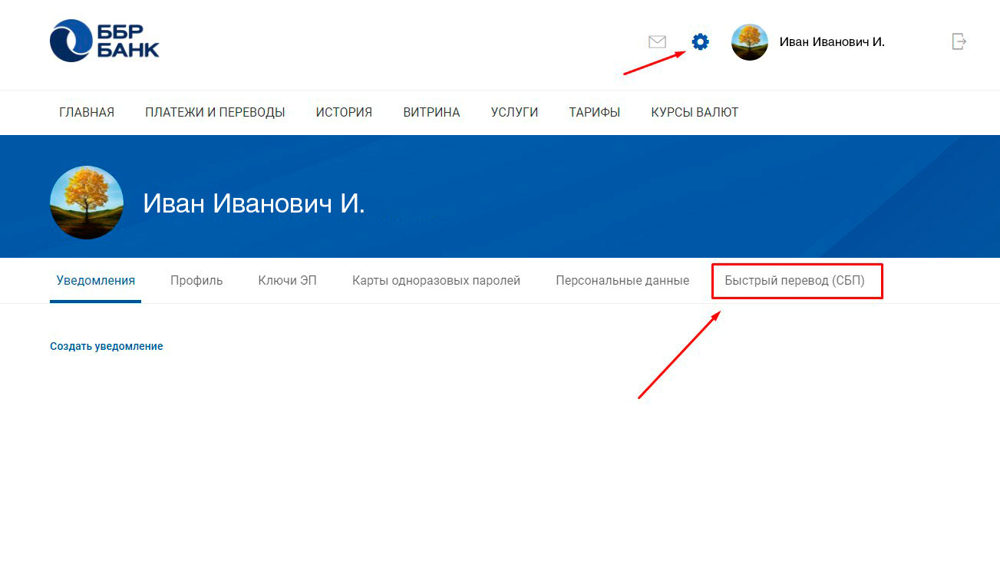 ББР
БАНК
Иван Иванович И.
ГЛАВНАЯ ПЛАТЕЖИ И ПЕРЕВОДЫ ИСТОРИЯ ВИТРИНА УСЛУГИ ТАРИФЫ КУРСЫ ВАЛЮТ
Иван Иванович И.
Уведомления Профиль Ключи ЭП Карты одноразовых паролей Персональные данные Быстрый перевод (СБП)
Создать уведомление